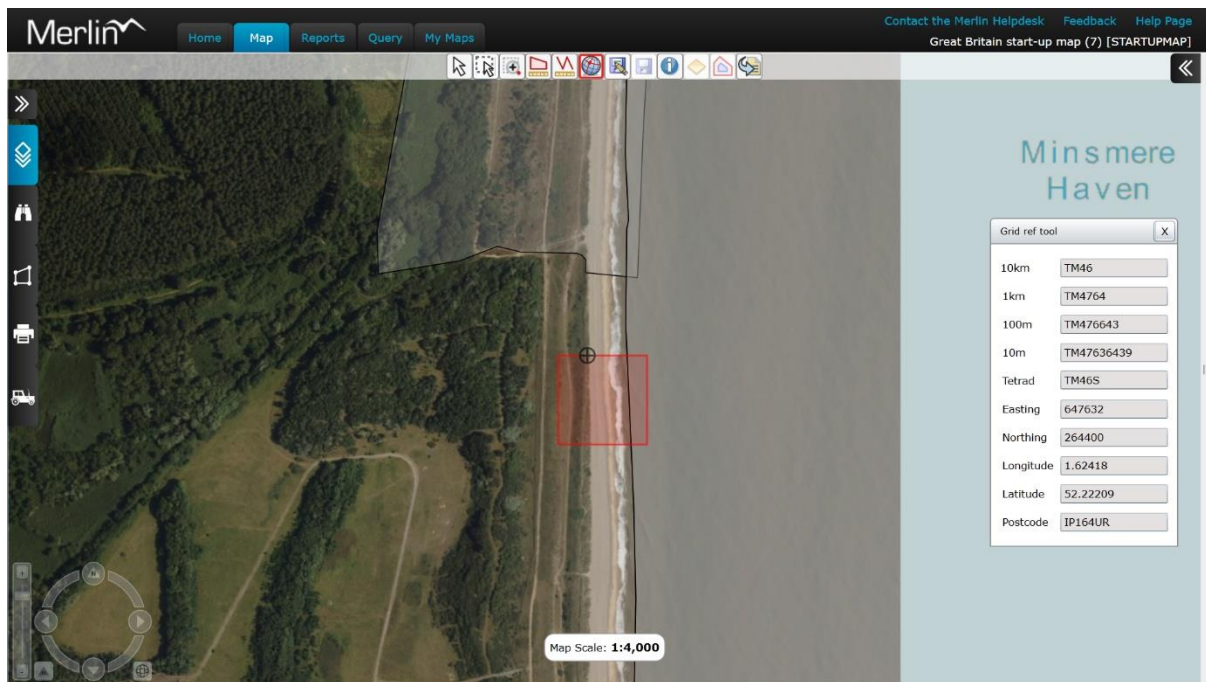 Merlin
Home Map Reports Query My Maps
Contact the Merlin Helpdesk Feedback Help Page
Great Britain start-up map (7) [STARTUPMAP]
Minsmere
Haven
Grid ref tool X
10km TM46
1km TM4764
100m TM476643
10m TM47636439
Tetrad TM46S
Easting 647632
Northing 264400
Longitude 1.62418
Latitude 52.22209
Postcode IP164UR
N
Map Scale: 1:4,000